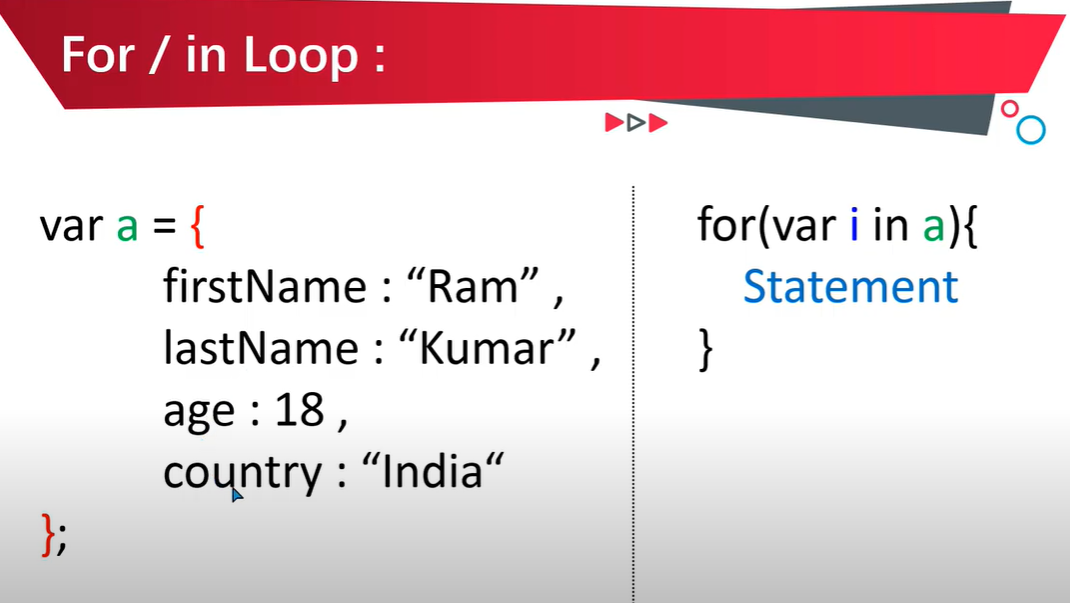 For / in Loop :
var a = {
firstName : “Ram” ,
lastName : “Kumar” ,
age : 18 ,
country : “India“
};
for(var i in a){
Statement
}